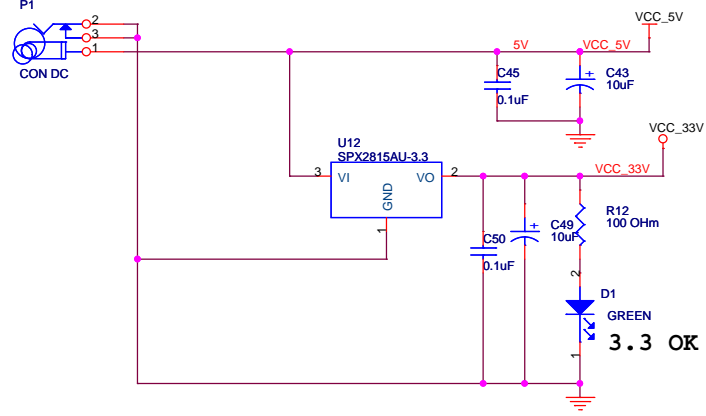 P1
2
3
1
CON DC
5V
VCC_5V
VCC_5V
C45
0.1uF
C43
10uF
VCC_33V
U12
SPX2815AU-3.3
3
VI
VO
2
GND
1
VCC_33V
C50
0.1uF
C49
10uF
R12
100 OHm
2
D1
GREEN
3.3 OK
1